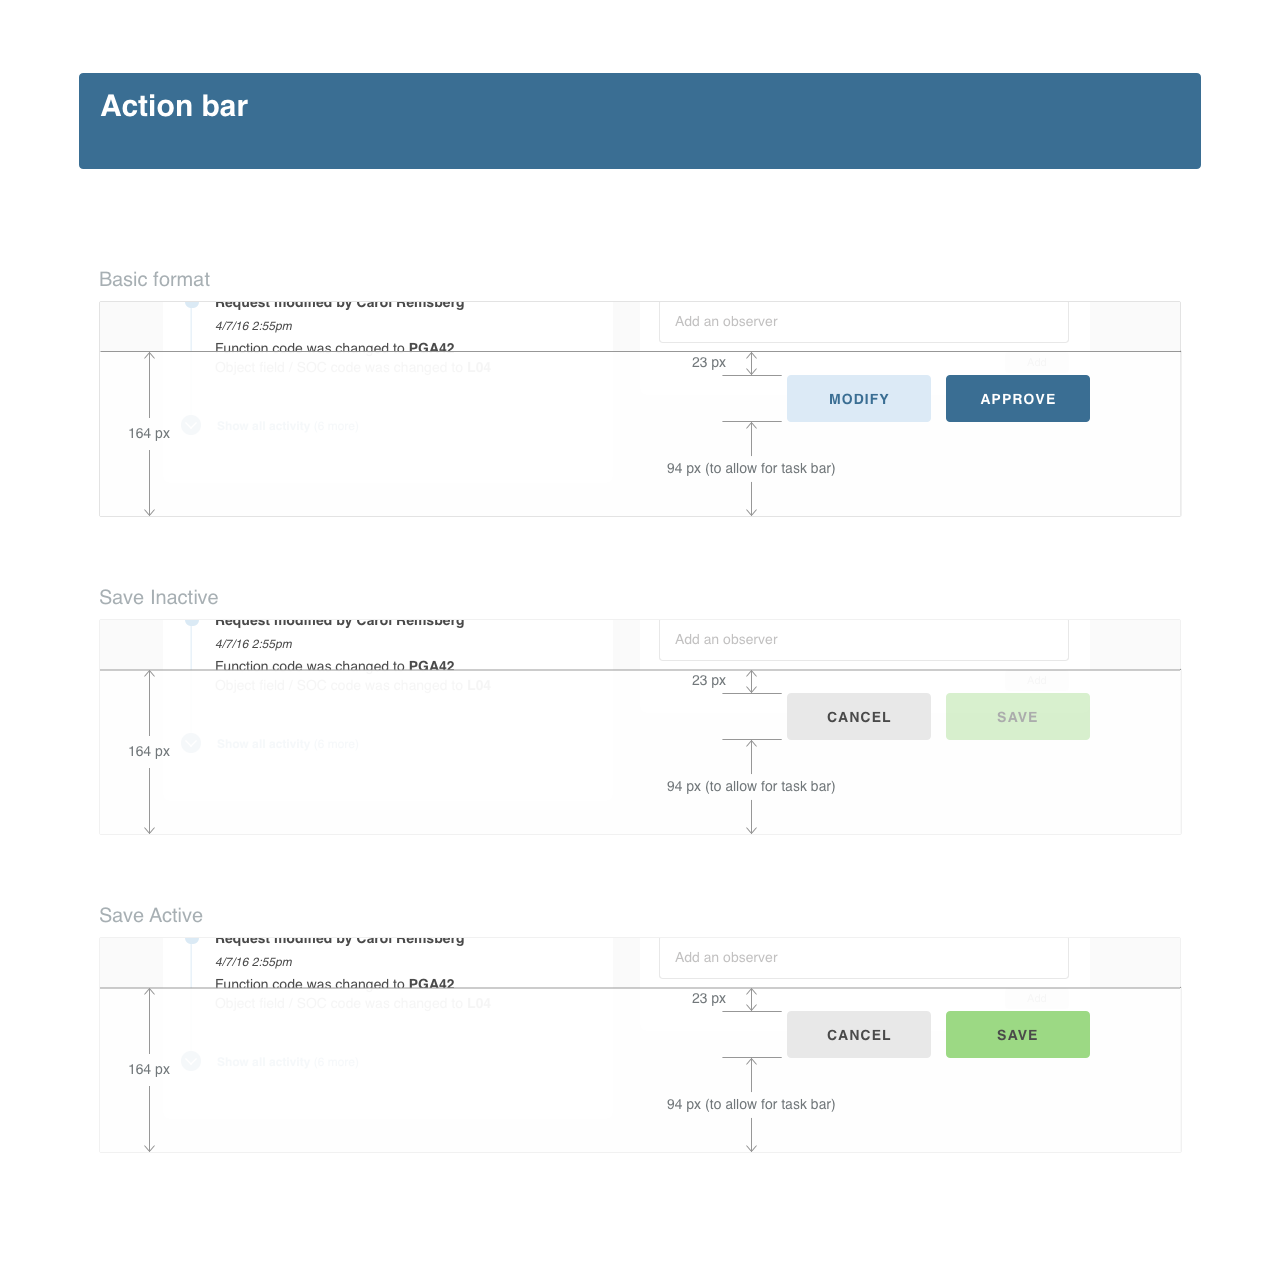 Action bar
Basic format
Request modified by Carol Remsberg
4/7/16 2:55pm
Add an observer
Function code was changed to PGA42
23 px
Add
Object field / SOC code was changed to L04
MODIFY
APPROVE
Show all activity (6 more)
164 px
94 px (to allow for task bar)
Save Inactive
Request modified by Carol Remsberg
4/7/16 2:55pm
Add an observer
Function code was changed to PGA42
23 px
Add
Object field / SOC code was changed to L04
CANCEL
SAVE
Show all activity (6 more)
164 px
94 px (to allow for task bar)
Save Active
Request modified by Carol Remsberg
4/7/16 2:55pm
Add an observer
Function code was changed to PGA42
23 px
Add
Object field / SOC code was changed to L04
CANCEL
SAVE
Show all activity (6 more)
164 px
94 px (to allow for task bar)